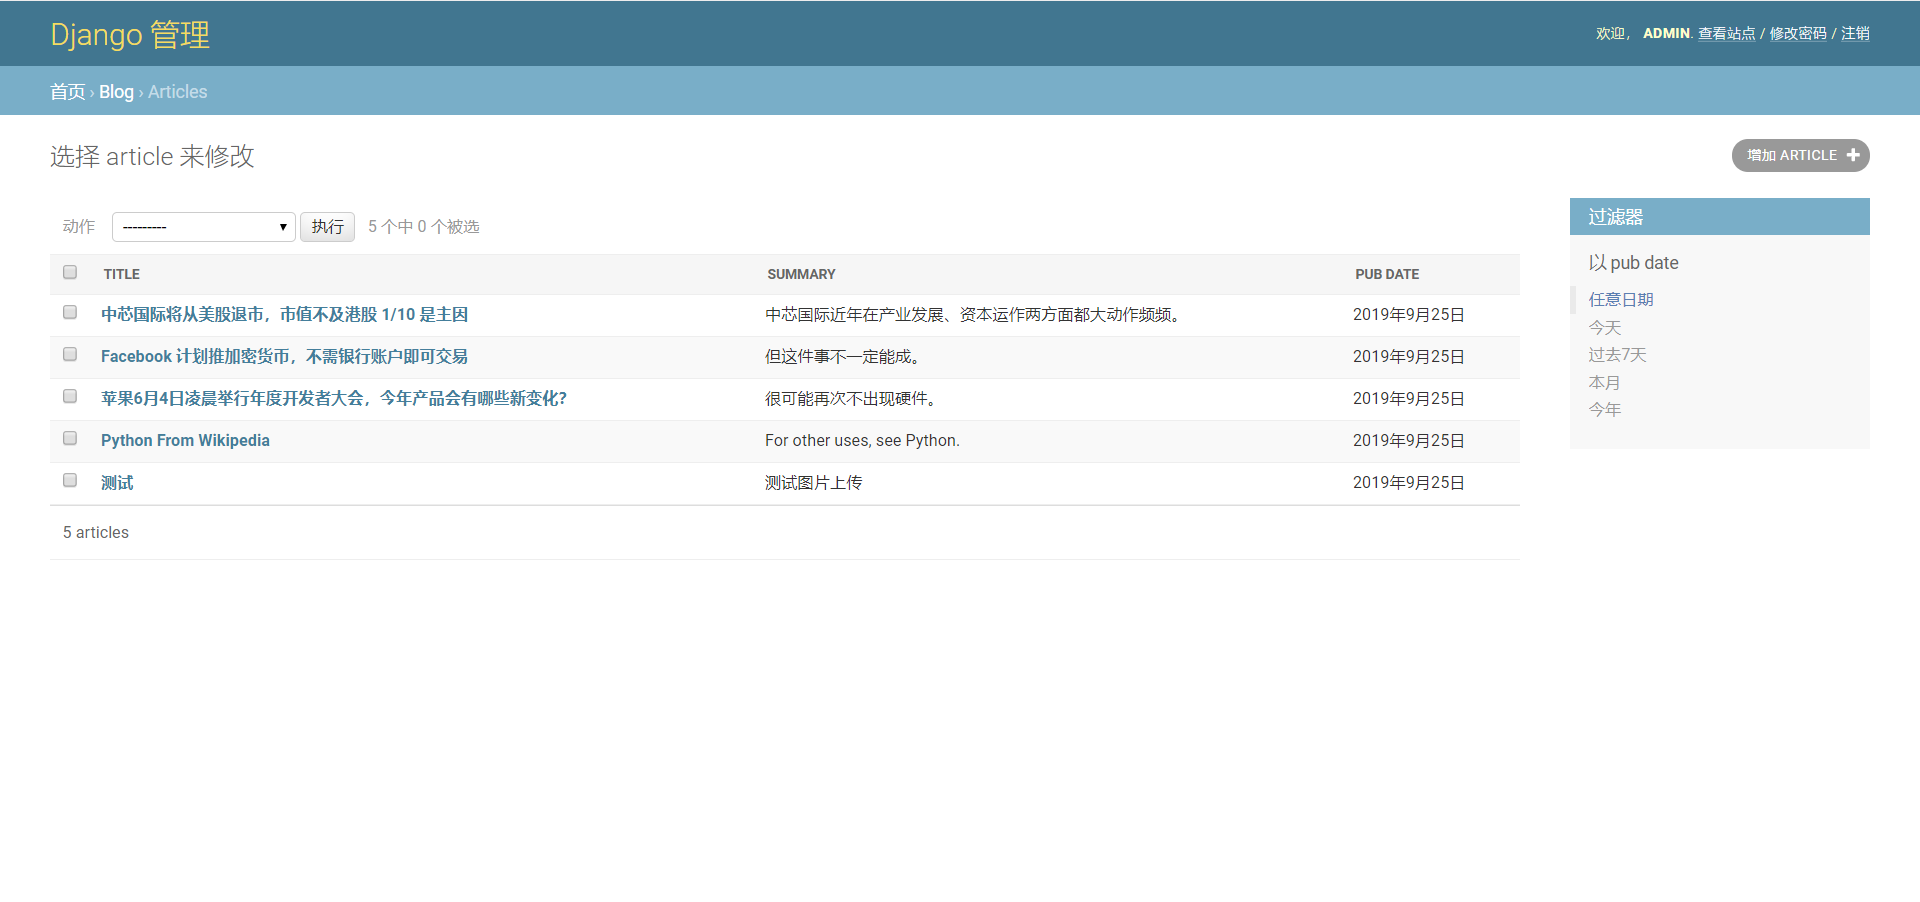 Django 管理
欢迎， ADMIN. 查看站点 / 修改密码 / 注销
首页 › Blog › Articles
选择 article 来修改
增加 ARTICLE
动作 --------- 执行 5 个中 0 个被选
TITLE SUMMARY PUB DATE
中芯国际将从美股退市，市值不及港股 1/10 是主因 中芯国际近年在产业发展、资本运作两方面都大动作频频。 2019年9月25日
Facebook 计划推加密货币，不需银行账户即可交易 但这件事不一定能成。 2019年9月25日
苹果6月4日凌晨举行年度开发者大会，今年产品会有哪些新变化？ 很可能再次不出现硬件。 2019年9月25日
Python From Wikipedia For other uses, see Python. 2019年9月25日
测试 测试图片上传 2019年9月25日
5 articles
过滤器
以 pub date
任意日期
今天
过去7天
本月
今年